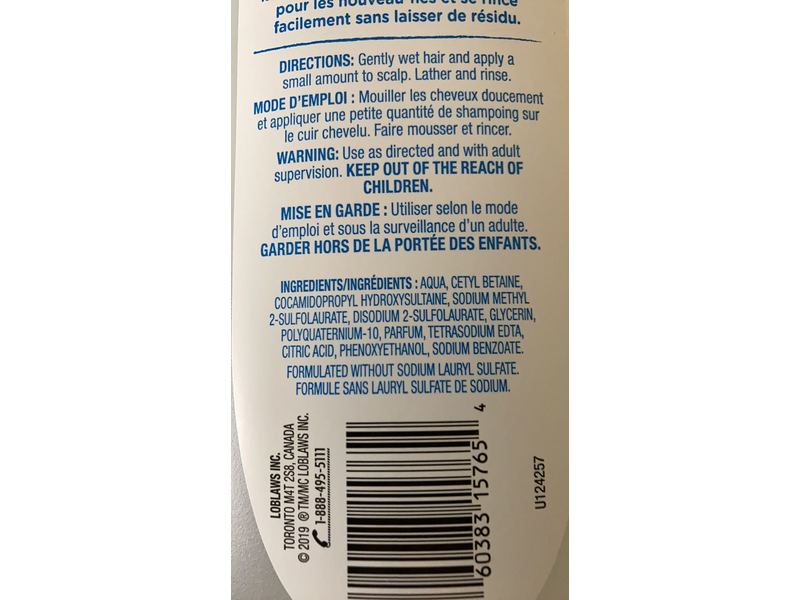 pour les nouveau-nés et se rince
facilement sans laisser de résidu.
DIRECTIONS: Gently wet hair and apply a
small amount to scalp. Lather and rinse.
MODE D'EMPLOI : Mouiller les cheveux doucement
et appliquer une petite quantité de shampoing sur
le cuir chevelu. Faire mousser et rincer.
WARNING: Use as directed and with adult
supervision. KEEP OUT OF THE REACH OF
CHILDREN.
MISE EN GARDE : Utiliser selon le mode
d'emploi et sous la surveillance d'un adulte.
GARDER HORS DE LA PORTÉE DES ENFANTS.
INGREDIENTS/INGRÉDIENTS : AQUA, CETYL BETAINE,
COCAMIDOPROPYL HYDROXYSULTAINE, SODIUM METHYL
2-SULFOLAURATE, DISODIUM 2-SULFOLAURATE, GLYCERIN,
POLYQUATERNIUM-10, PARFUM, TETRASODIUM EDTA,
CITRIC ACID, PHENOXYETHANOL, SODIUM BENZOATE.
FORMULATED WITHOUT SODIUM LAURYL SULFATE.
FORMULE SANS LAURYL SULFATE DE SODIUM.
LOBLAWS INC.
TORONTO M4T 2S8, CANADA
© 2019 ® TM/MC LOBLAWS INC.
1-888-495-5111
60383 15765 4
U124257